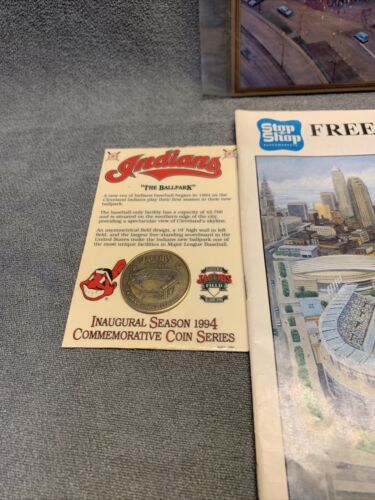 Stop
Shop
FREE
Indians
"THE BALLPARK"
A new era of Indians baseball begins in 1994 as the
Cleveland Indians play their first season in their new
ballpark.
The baseball only facility has a capacity of 42,700
and is situated on the southern edge of the city,
providing a spectacular view of Cleveland's skyline.
An asymmetrical field design, a 19' high wall in left
field, and the largest free-standing scoreboard in the
United States make the Indians new ballpark one of
the most unique facilities in Major League Baseball.
JACOBS
FIELD
INAUGURAL SEASON 1994
COMMEMORATIVE COIN SERIES